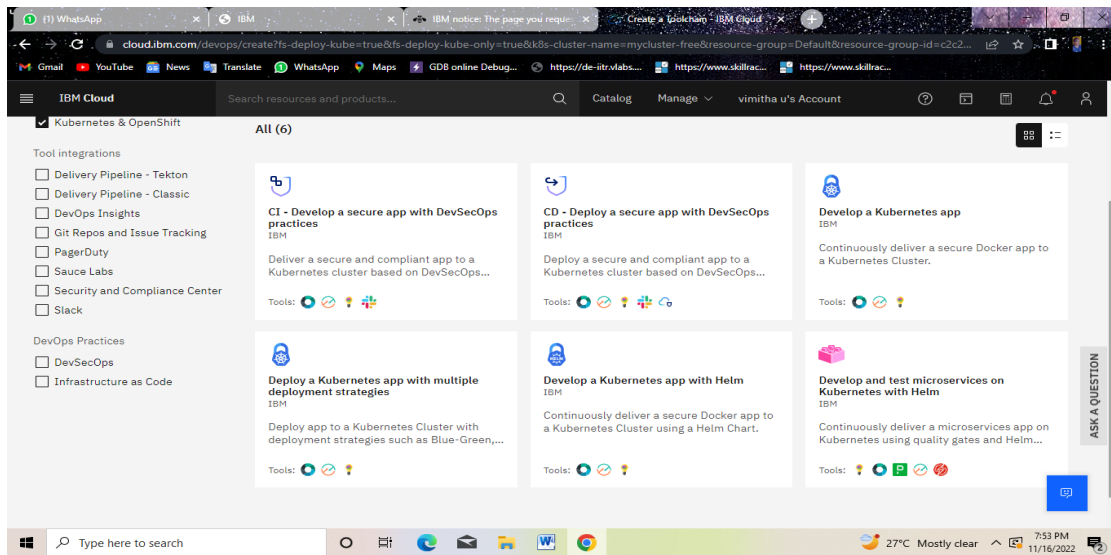 (1) WhatsApp
IBM
IBM notice: The page you reques
Create a Toolchain - IBM Cloud
cloud.ibm.com/devops/create?fs-deploy-kube=true&fs-deploy-kube-only=true&k8s-cluster-name=mycluster-free&resource-group=Default&resource-group-id=c2c2...
Gmail YouTube News Translate WhatsApp Maps GDB online Debug... https://de-iitr.vlabs.... https://www.skillrac... https://www.skillrac...
IBM Cloud
Search resources and products...
Catalog Manage vimitha u's Account
Kubernetes & OpenShift
Tool integrations
Delivery Pipeline - Tekton
Delivery Pipeline - Classic
DevOps Insights
Git Repos and Issue Tracking
PagerDuty
Sauce Labs
Security and Compliance Center
Slack
DevOps Practices
DevSecOps
Infrastructure as Code
All (6)
CI - Develop a secure app with DevSecOps
practices
IBM
Deliver a secure and compliant app to a
Kubernetes cluster based on DevSecOps...
Tools:
CD - Deploy a secure app with DevSecOps
practices
IBM
Deploy a secure and compliant app to a
Kubernetes cluster based on DevSecOps...
Tools:
Develop a Kubernetes app
IBM
Continuously deliver a secure Docker app to
a Kubernetes Cluster.
Tools:
Deploy a Kubernetes app with multiple
deployment strategies
IBM
Deploy app to a Kubernetes Cluster with
deployment strategies such as Blue-Green,...
Tools:
Develop a Kubernetes app with Helm
IBM
Continuously deliver a secure Docker app to
a Kubernetes Cluster using a Helm Chart.
Tools:
Develop and test microservices on
Kubernetes with Helm
IBM
Continuously deliver a microservices app on
Kubernetes using quality gates and Helm...
Tools:
ASK A QUESTION
Type here to search
27°C Mostly clear
7:53 PM
11/16/2022
2